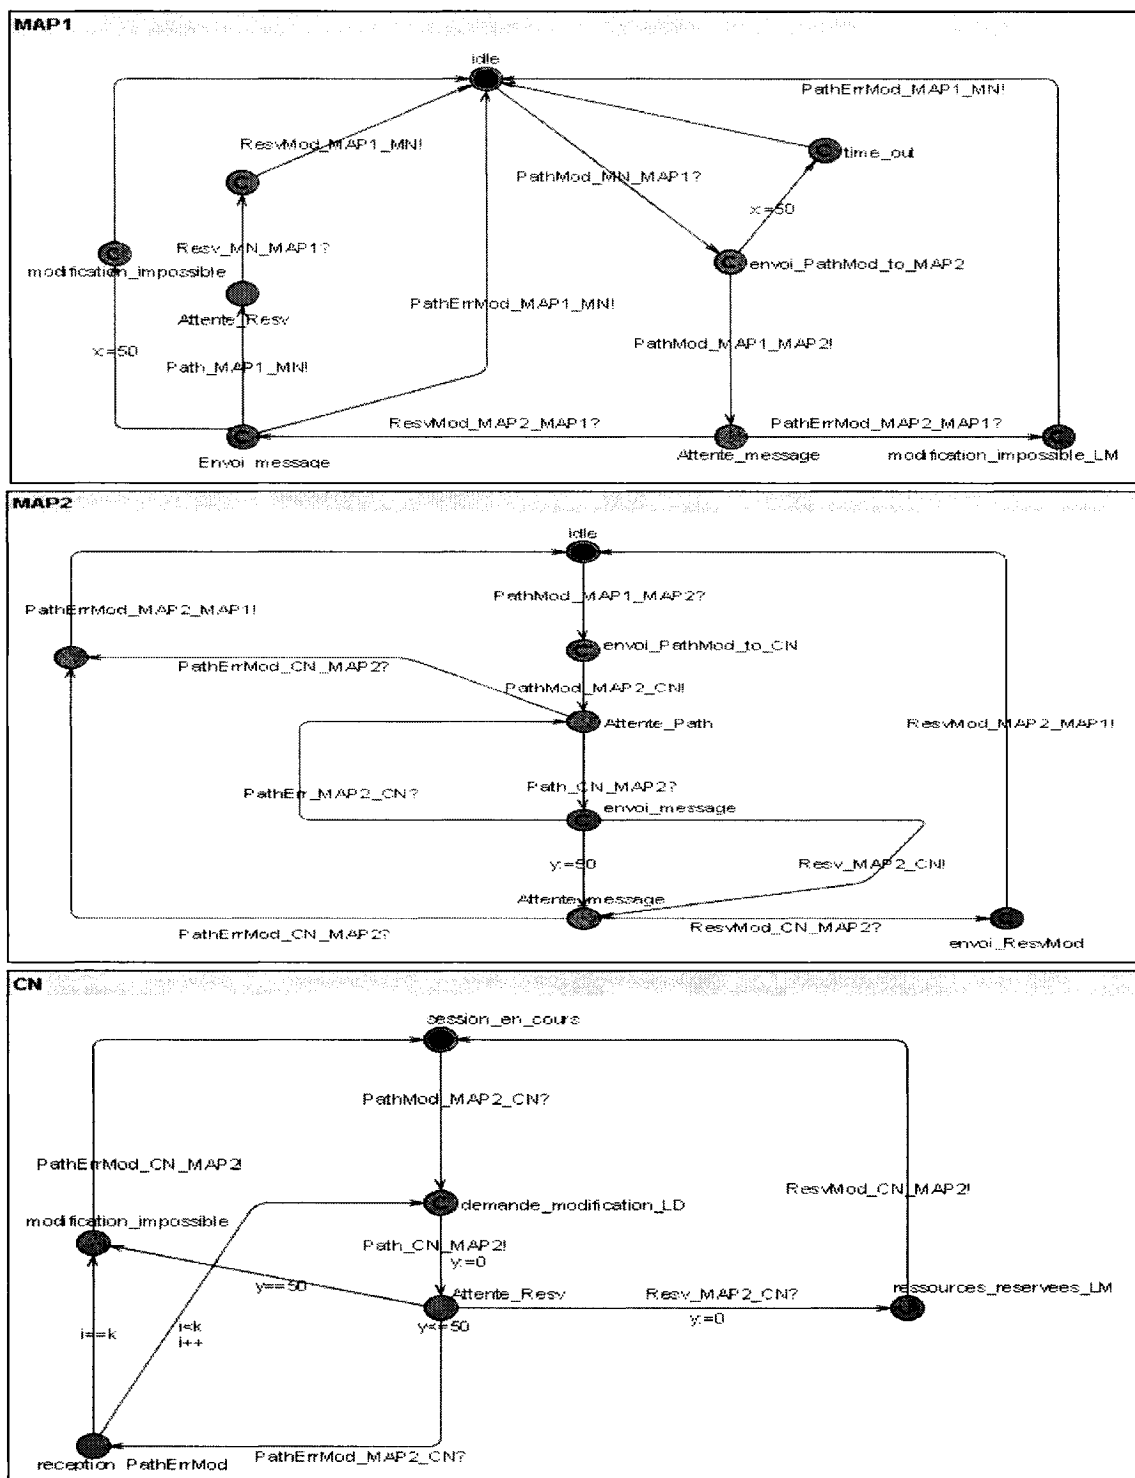 MAP1
idle
PathErrMod_MAP1_MN!
ResvMod_MAP1_MN!
time_out
PathMod_MN_MAP1?
x:=50
Resv_MN_MAP1?
envoi_PathMod_to_MAP2
modification_impossible
PathErrMod_MAP1_MN!
Attente_Resv
PathMod_MAP1_MAP2!
x:=50
Path_MAP1_MN!
ResvMod_MAP2_MAP1?
PathErrMod_MAP2_MAP1?
Envoi_message
Attente_message
modification_impossible_LM
MAP2
idle
PathMod_MAP1_MAP2?
PathErrMod_MAP2_MAP1!
envoi_PathMod_to_CN
PathErrMod_CN_MAP2?
PathMod_MAP2_CN!
Attente_Path
ResvMod_MAP2_MAP1!
Path_CN_MAP2?
PathErr_MAP2_CN?
envoi_message
y:=50
Resv_MAP2_CN!
Attente_message
PathErrMod_CN_MAP2?
ResvMod_CN_MAP2?
envoi_ResvMod
CN
session_en_cours
PathMod_MAP2_CN?
PathErrMod_CN_MAP2!
ResvMod_CN_MAP2!
demande_modification_LD
modification_impossible
Path_CN_MAP2!
y:=0
y==50
Attente_Resv
Resv_MAP2_CN?
ressources_reservees_LM
y<=50
y:=0
i==k
i<k
i++
PathErrMod_MAP2_CN?
reception_PathErrMod